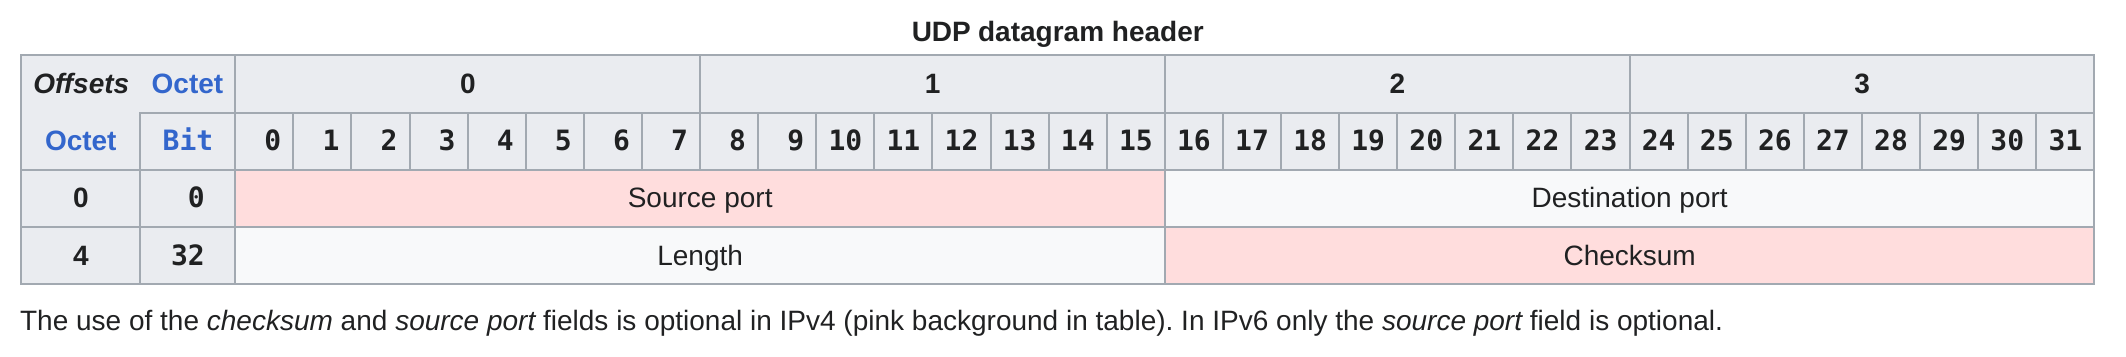 UDP datagram header
Offsets Octet 0 1 2 3
Octet Bit 0 1 2 3 4 5 6 7 8 9 10 11 12 13 14 15 16 17 18 19 20 21 22 23 24 25 26 27 28 29 30 31
0 0 Source port Destination port
4 32 Length Checksum
The use of the checksum and source port fields is optional in IPv4 (pink background in table). In IPv6 only the source port field is optional.